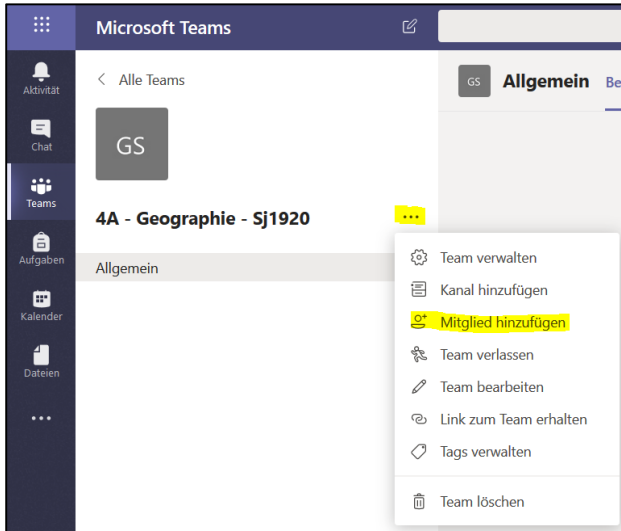 Microsoft Teams
Aktivität
Chat
Teams
Aufgaben
Kalender
Dateien
Alle Teams
GS
4A - Geographie - Sj1920
Allgemein
Team verwalten
Kanal hinzufügen
Mitglied hinzufügen
Team verlassen
Team bearbeiten
Link zum Team erhalten
Tags verwalten
Team löschen
GS Allgemein Be